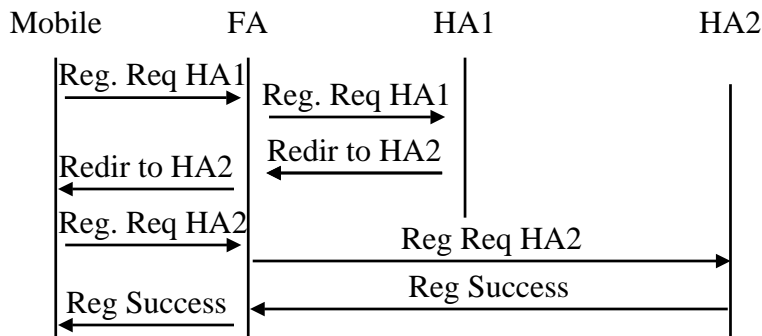 Mobile FA HA1 HA2
Reg. Req HA1
Reg. Req HA1
Redir to HA2
Redir to HA2
Reg. Req HA2
Reg Req HA2
Reg Success
Reg Success